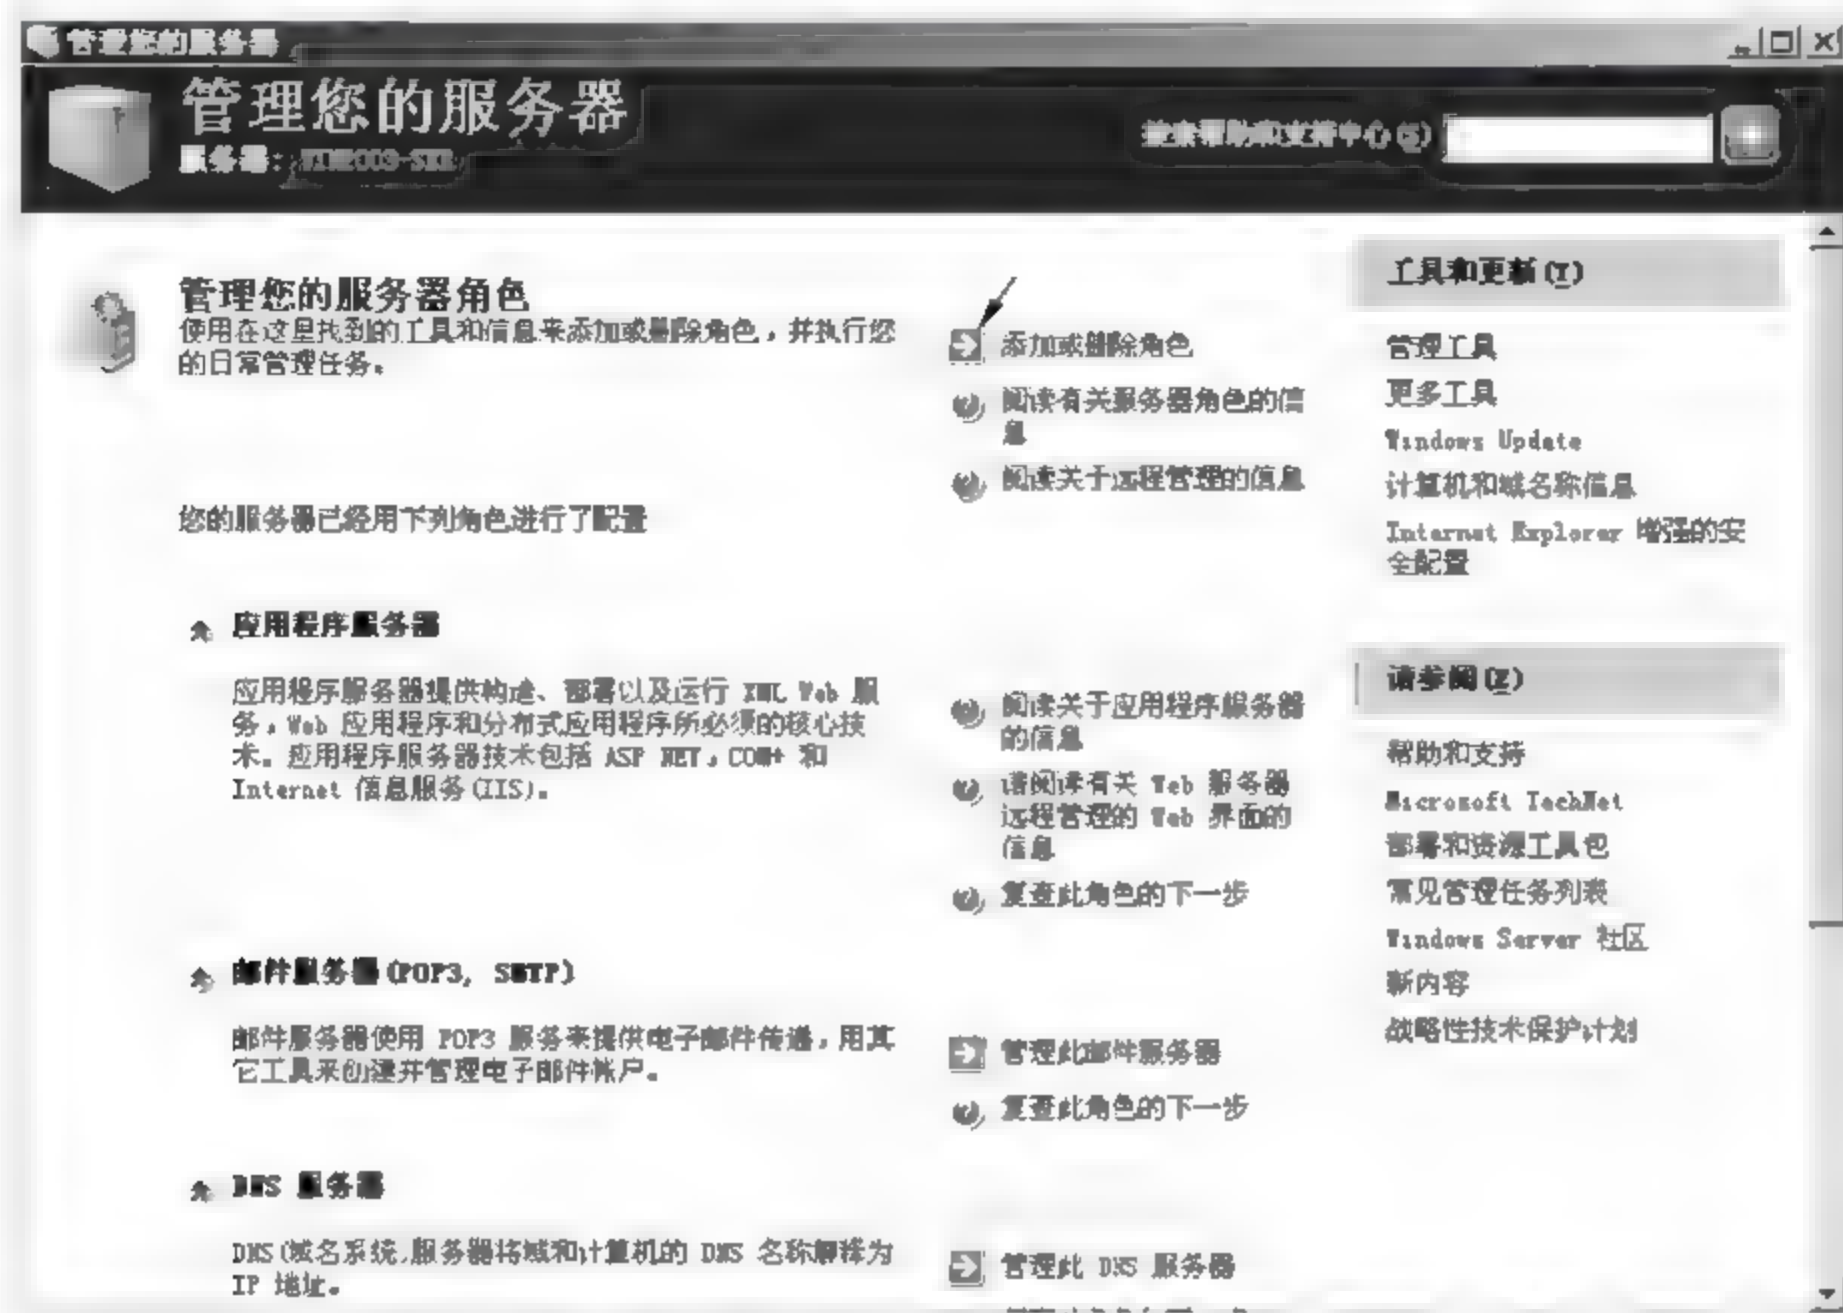 管理您的服务器
管理您的服务器
服务器：
搜索帮助和支持中心(S)
管理您的服务器角色
使用在这里找到的工具和信息来添加或删除角色，并执行您
的日常管理任务。
添加或删除角色
阅读有关服务器角色的信
息
阅读关于远程管理的信息
您的服务器已经用下列角色进行了配置
应用程序服务器
应用程序服务器提供构造、部署以及运行 XML Web 服
务，Web 应用程序和分布式应用程序所必须的核心技
术。应用程序服务器技术包括 ASP NET，COM+ 和
Internet 信息服务(IIS)。
阅读关于应用程序服务器
的信息
请阅读有关 Web 服务器
远程管理的 Web 界面的
信息
复查此角色的下一步
邮件服务器(POP3, SMTP)
邮件服务器使用 POP3 服务来提供电子邮件传递，用其
它工具来创建并管理电子邮件帐户。
管理此邮件服务器
复查此角色的下一步
DNS 服务器
DNS(域名系统)服务器将域和计算机的 DNS 名称解释为
IP 地址。
管理此 DNS 服务器
工具和更新(T)
管理工具
更多工具
Windows Update
计算机和域名称信息
Internet Explorer 增强的安
全配置
请参阅(E)
帮助和支持
Microsoft TechNet
部署和资源工具包
常见管理任务列表
Windows Server 社区
新内容
战略性技术保护计划